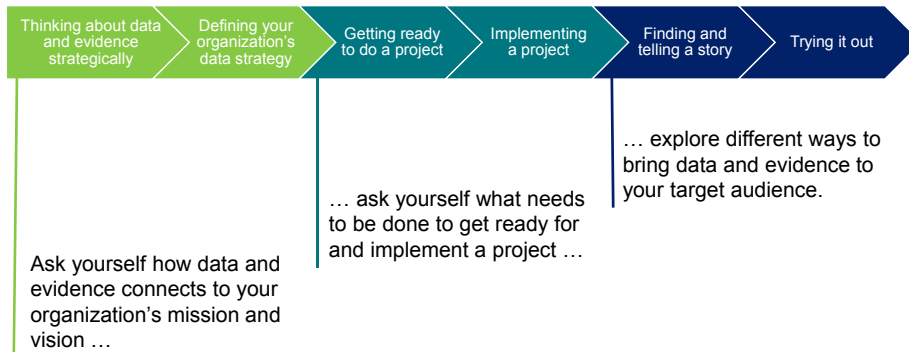 Thinking about data
and evidence
strategically
Defining your
organization's
data strategy
Getting ready
to do a project
Implementing
a project
Finding and
telling a story
Trying it out
Ask yourself how data and
evidence connects to your
organization's mission and
vision …
… ask yourself what needs
to be done to get ready for
and implement a project …
… explore different ways to
bring data and evidence to
your target audience.